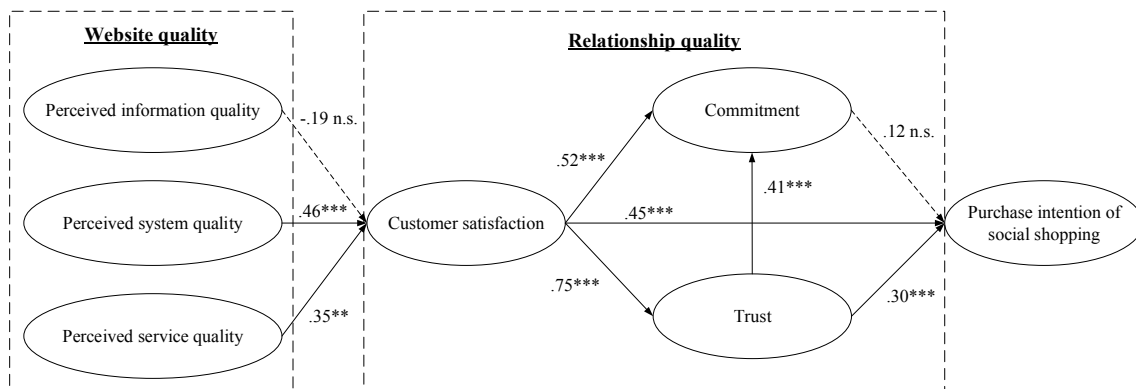 Website quality
Relationship quality
Perceived information quality
-.19 n.s.
Commitment
.12 n.s.
.52***
.41***
Perceived system quality
.46***
Customer satisfaction
.45***
Purchase intention of
social shopping
.75***
.30***
Perceived service quality
.35**
Trust